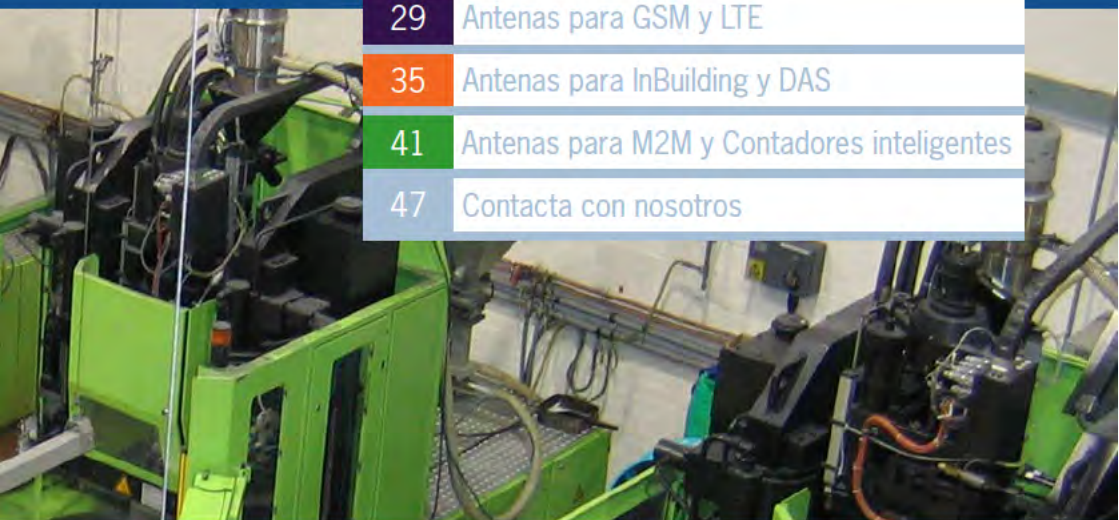 29 Antenas para GSM y LTE
35 Antenas para InBuilding y DAS
41 Antenas para M2M y Contadores inteligentes
47 Contacta con nosotros